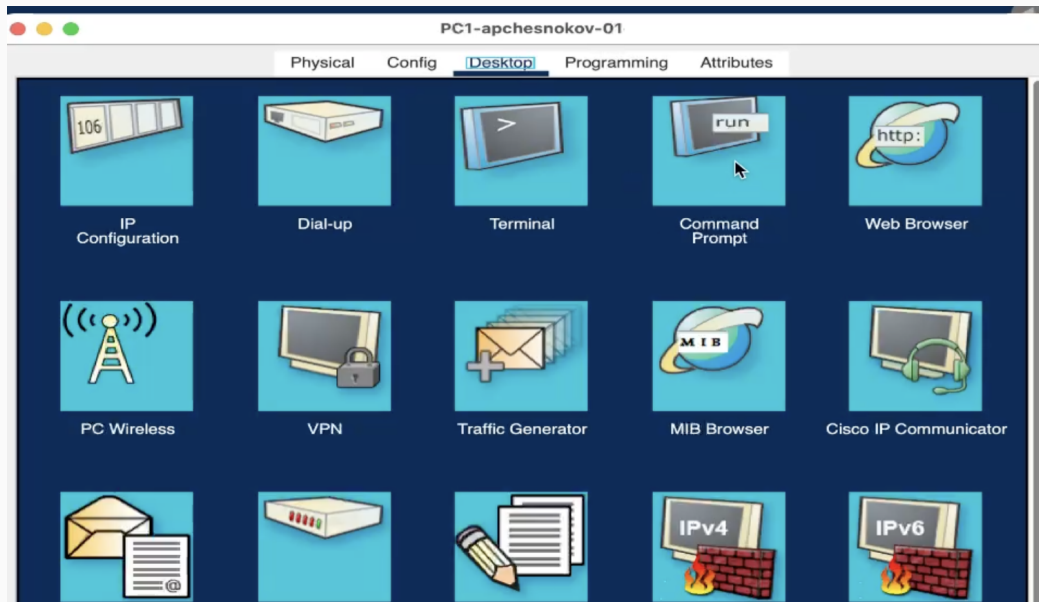 PC1-apchesnokov-01
Physical Config Desktop Programming Attributes
106
>
run
http:
IP
Configuration
Dial-up
Terminal
Command
Prompt
Web Browser
MIB
PC Wireless
VPN
Traffic Generator
MIB Browser
Cisco IP Communicator
@
IPv4
IPv6